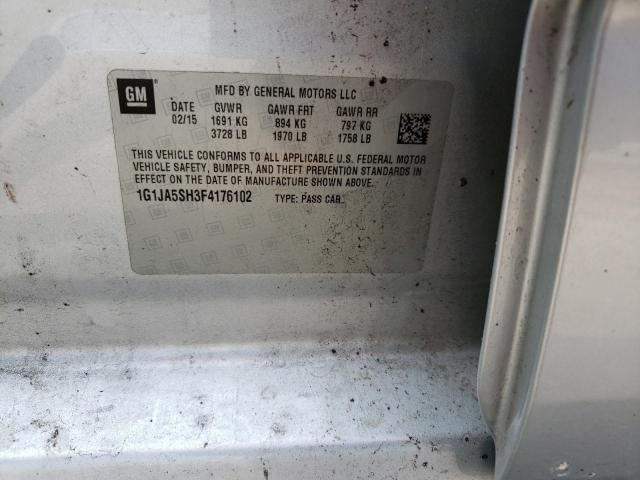 GM
MFD BY GENERAL MOTORS LLC
DATE GVWR GAWR FRT GAWR RR
02/15 1691 KG 894 KG 797 KG
3728 LB 1970 LB 1758 LB
THIS VEHICLE CONFORMS TO ALL APPLICABLE U.S. FEDERAL MOTOR
VEHICLE SAFETY, BUMPER, AND THEFT PREVENTION STANDARDS IN
EFFECT ON THE DATE OF MANUFACTURE SHOWN ABOVE.
1G1JA5SH3F4176102 TYPE: PASS CAR